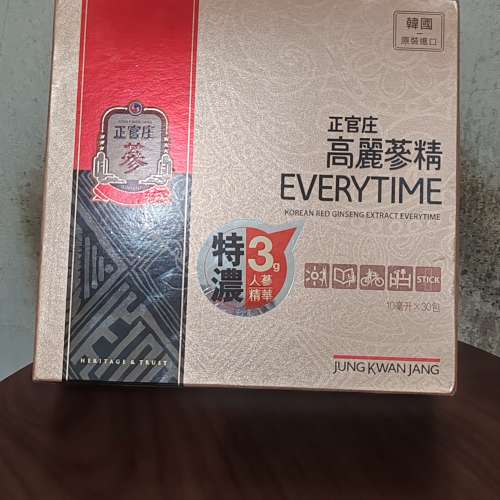 韓國
原裝進口
正官庄
蔘
正官庄
高麗蔘精
EVERYTIME
KOREAN RED GINSENG EXTRACT EVERYTIME
特濃
3g
人蔘
精華
STICK
10毫升×30包
HERITAGE & TRUST
JUNG KWAN JANG